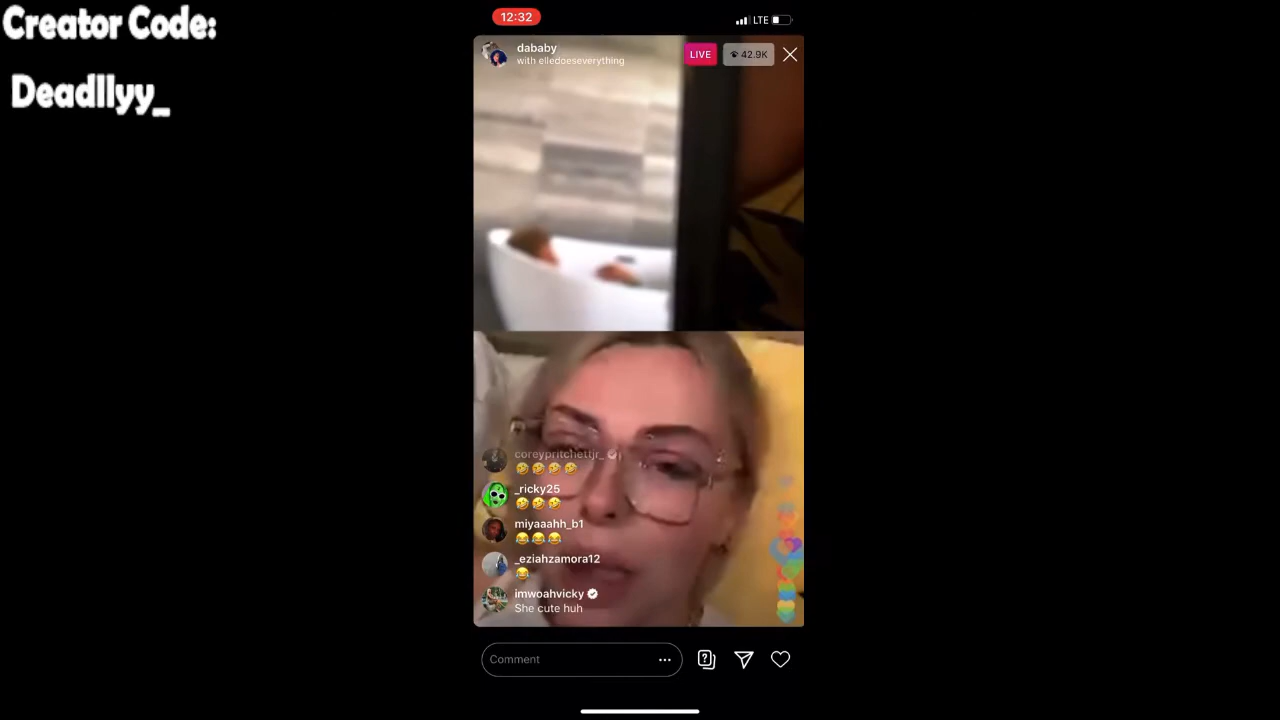 Creator Code:
Deadllyy_
12:32
LTE
dababy
with elledoeseverything
LIVE
42.9K
coreypritchettjr_
🤣 🤣 🤣 🤣
_ricky25
🤣 🤣 🤣
miyaaahh_b1
😂 😂 😂
_eziahzamora12
😂
imwoahvicky
She cute huh
Comment